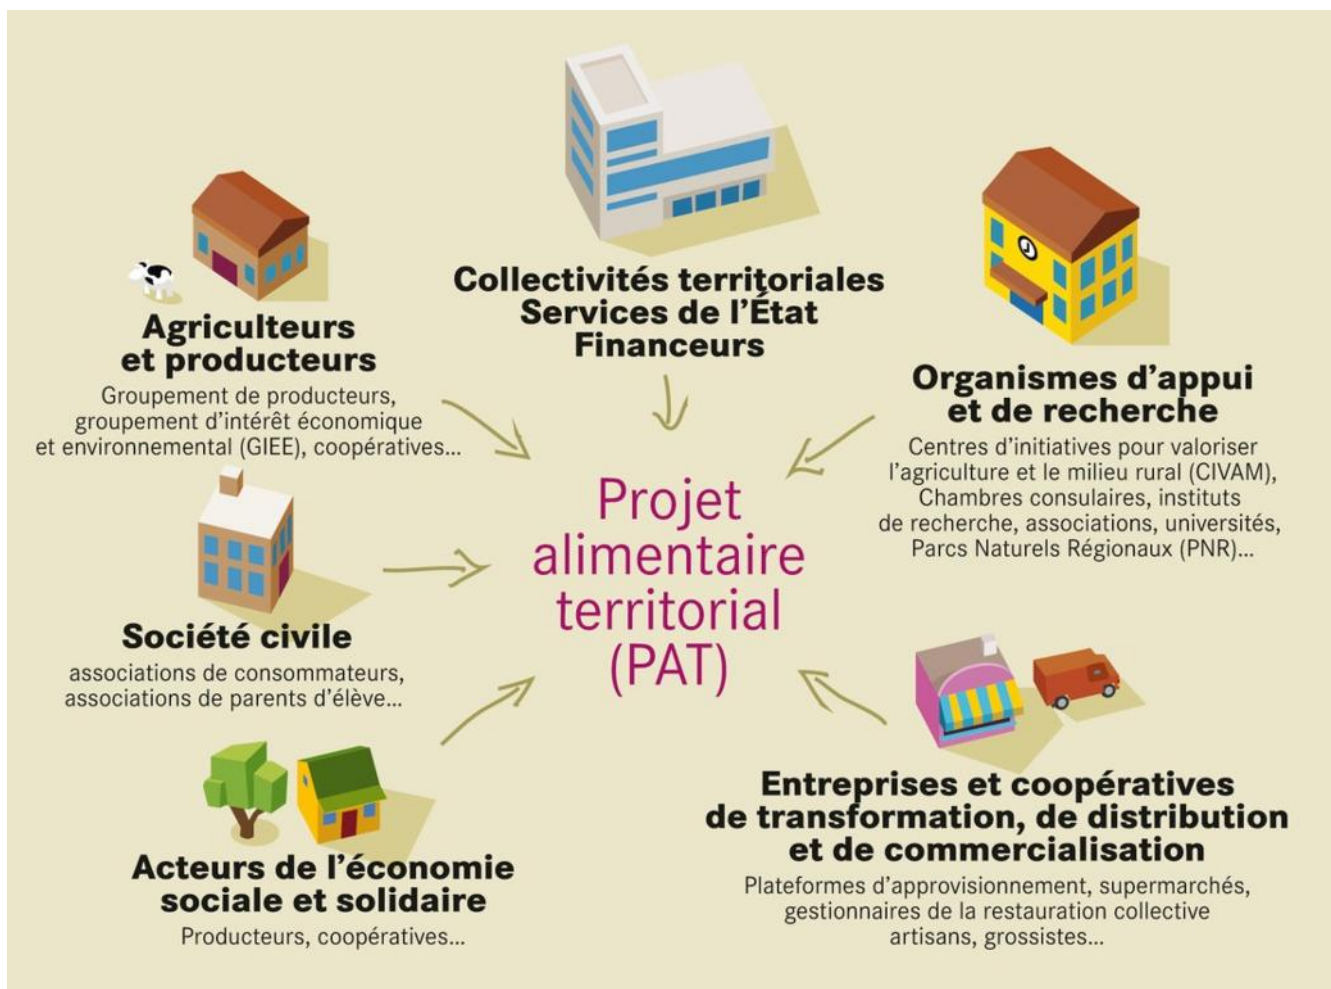 Collectivités territoriales
Services de l'État
Financeurs
Agriculteurs
et producteurs
Groupement de producteurs,
groupement d'intérêt économique
et environnemental (GIEE), coopératives...
Organismes d'appui
et de recherche
Centres d'initiatives pour valoriser
l'agriculture et le milieu rural (CIVAM),
Chambres consulaires, instituts
de recherche, associations, universités,
Parcs Naturels Régionaux (PNR)...
Projet
alimentaire
territorial
(PAT)
Société civile
associations de consommateurs,
associations de parents d'élève...
Acteurs de l'économie
sociale et solidaire
Producteurs, coopératives...
Entreprises et coopératives
de transformation, de distribution
et de commercialisation
Plateformes d'approvisionnement, supermarchés,
gestionnaires de la restauration collective
artisans, grossistes...